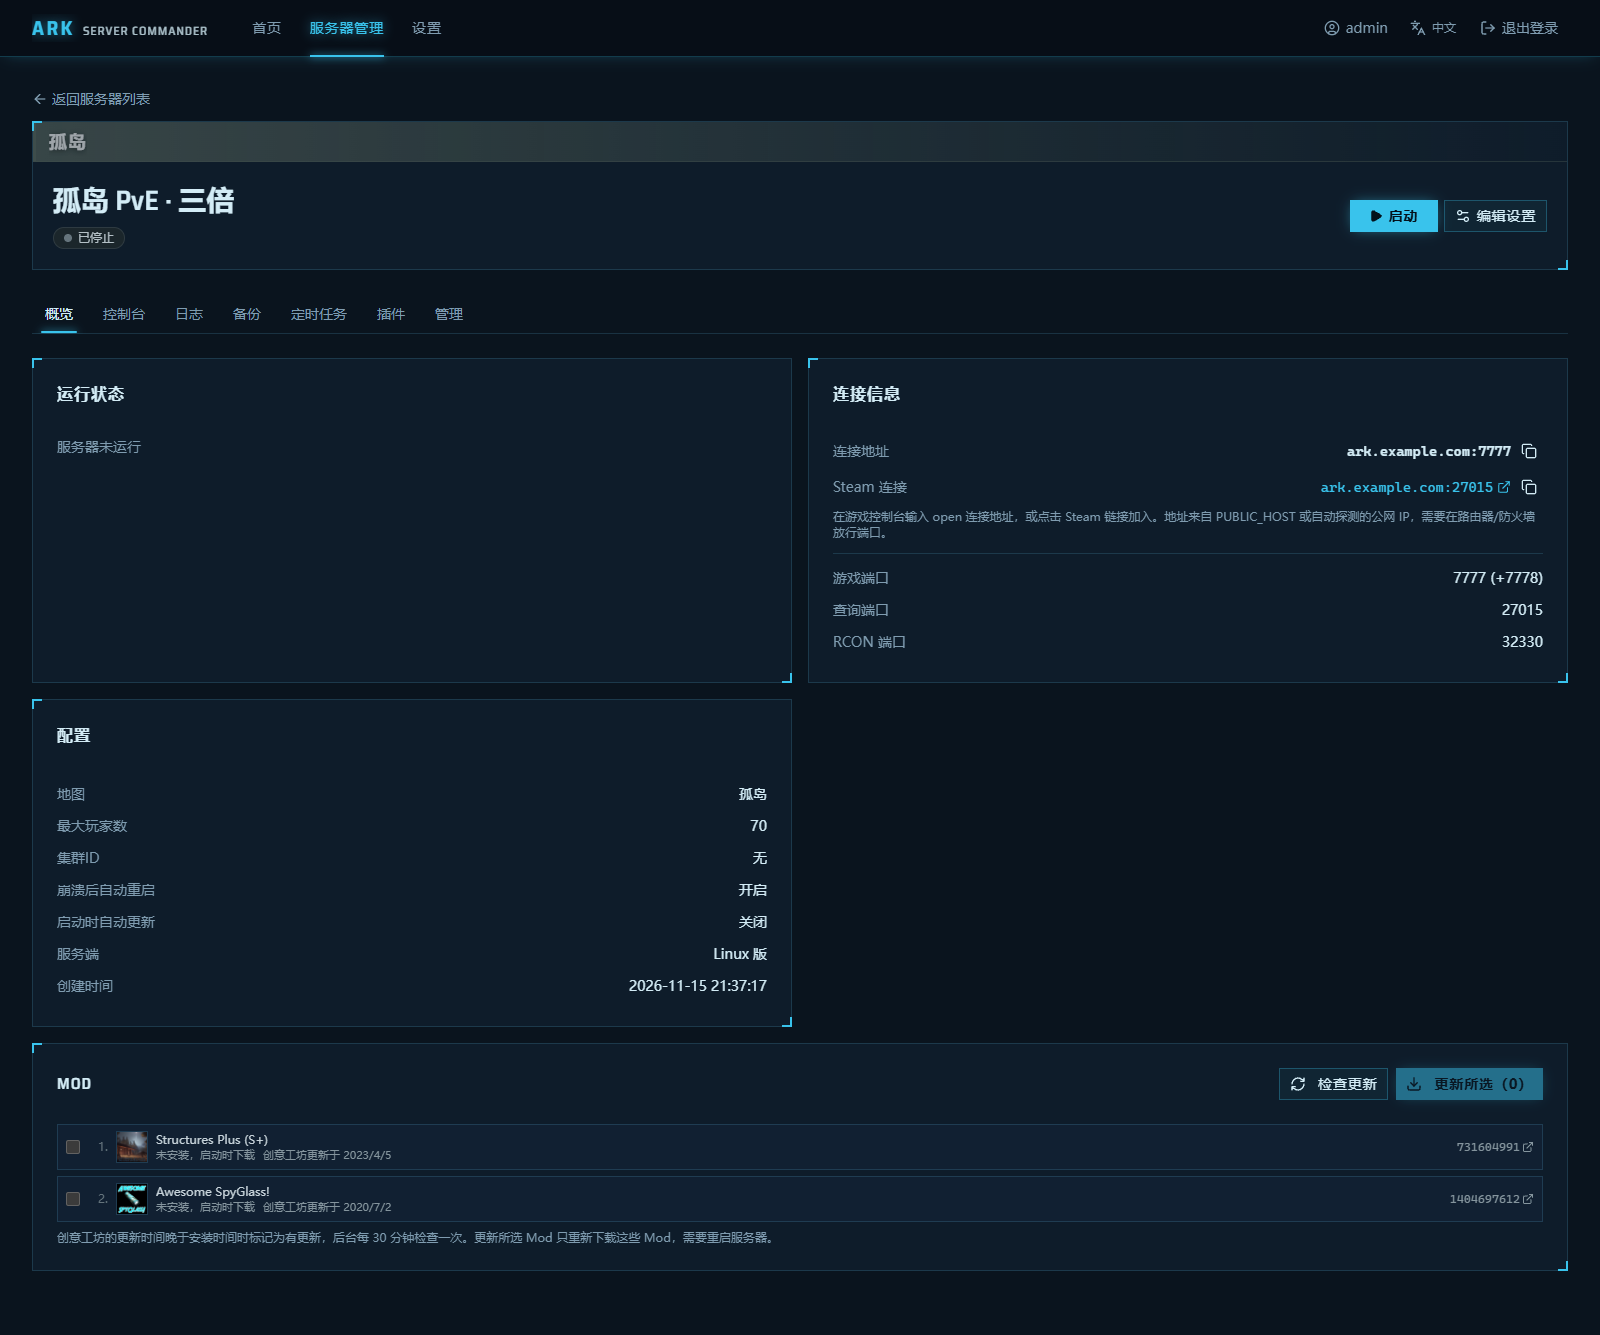 ARK SERVER COMMANDER
首页
服务器管理
设置
admin
中文
退出登录
返回服务器列表
孤岛
孤岛 PvE · 三倍
已停止
启动
编辑设置
概览
控制台
日志
备份
定时任务
插件
管理
运行状态
服务器未运行
连接信息
连接地址 ark.example.com:7777
Steam 连接 ark.example.com:27015
在游戏控制台输入 open 连接地址，或点击 Steam 链接加入。地址来自 PUBLIC_HOST 或自动探测的公网 IP，需要在路由器/防火墙
放行端口。
游戏端口 7777 (+7778)
查询端口 27015
RCON 端口 32330
配置
地图 孤岛
最大玩家数 70
集群ID 无
崩溃后自动重启 开启
启动时自动更新 关闭
服务端 Linux 版
创建时间 2026-11-15 21:37:17
MOD
检查更新
更新所选（0）
1. Structures Plus (S+)
未安装，启动时下载 创意工坊更新于 2023/4/5
731604991
2. Awesome SpyGlass!
未安装，启动时下载 创意工坊更新于 2020/7/2
1404697612
AWESOME
SPYGLASS
创意工坊的更新时间晚于安装时间时标记为有更新，后台每 30 分钟检查一次。更新所选 Mod 只重新下载这些 Mod，需要重启服务器。